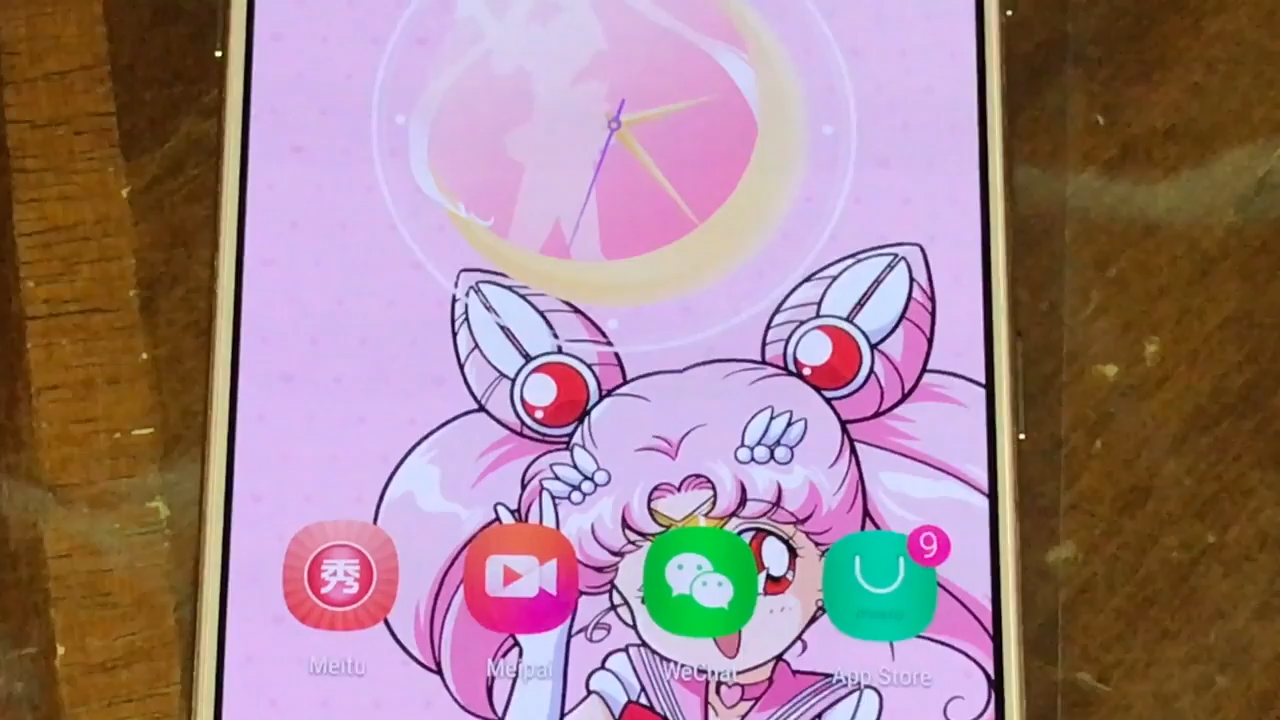 9
秀
Meitu
Meipai
WeChat
App Store